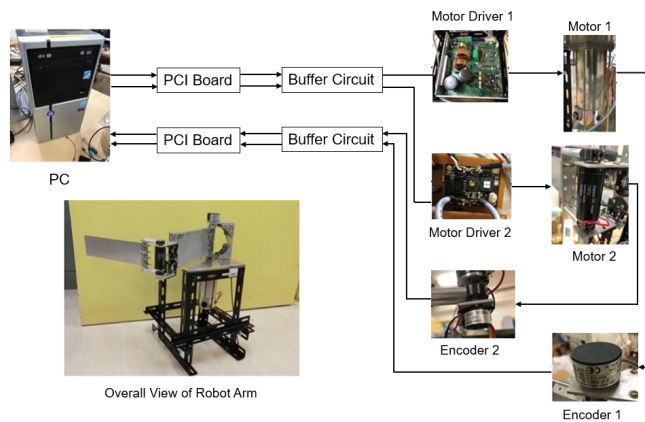 Motor Driver 1
Motor 1
PCI Board
Buffer Circuit
PCI Board
Buffer Circuit
PC
Motor Driver 2
Motor 2
Encoder 2
Overall View of Robot Arm
Encoder 1